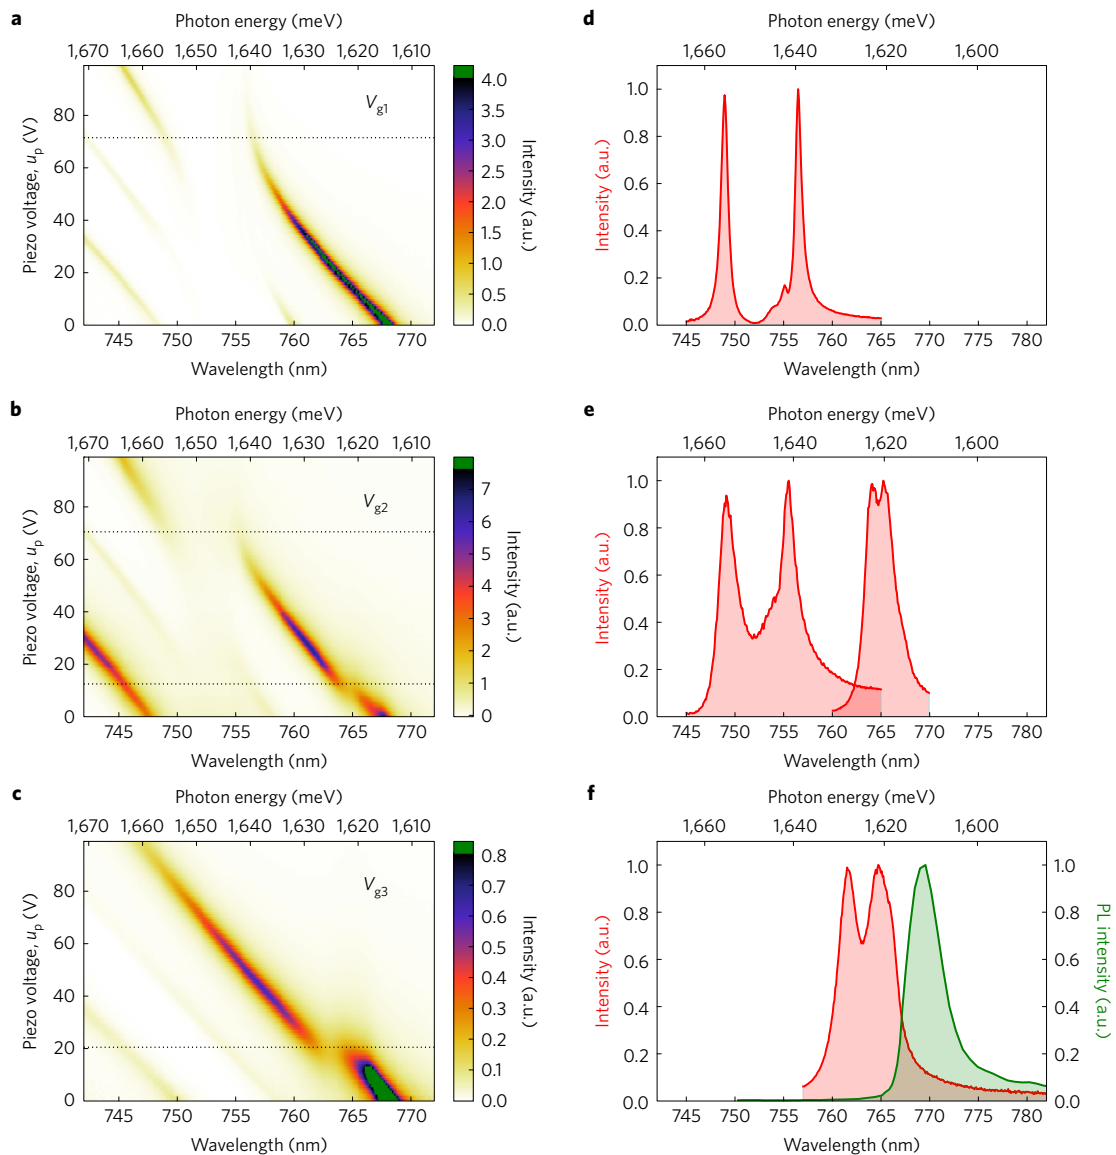 a
Photon energy (meV)
1,670 1,660 1,650 1,640 1,630 1,620 1,610
V g1
Piezo voltage, u p (V)
80
60
40
20
0
745 750 755 760 765 770
Wavelength (nm)
4.0
3.5
3.0
2.5
2.0
1.5
1.0
0.5
0.0
Intensity (a.u.)
d
Photon energy (meV)
1,660 1,640 1,620 1,600
Intensity (a.u.)
1.0
0.8
0.6
0.4
0.2
0.0
745 750 755 760 765 770 775 780
Wavelength (nm)
b
Photon energy (meV)
1,670 1,660 1,650 1,640 1,630 1,620 1,610
V g2
Piezo voltage, u p (V)
80
60
40
20
0
745 750 755 760 765 770
Wavelength (nm)
7
6
5
4
3
2
1
0
Intensity (a.u.)
e
Photon energy (meV)
1,660 1,640 1,620 1,600
Intensity (a.u.)
1.0
0.8
0.6
0.4
0.2
0.0
745 750 755 760 765 770 775 780
Wavelength (nm)
c
Photon energy (meV)
1,670 1,660 1,650 1,640 1,630 1,620 1,610
V g3
Piezo voltage, u p (V)
80
60
40
20
0
745 750 755 760 765 770
Wavelength (nm)
0.8
0.7
0.6
0.5
0.4
0.3
0.2
0.1
0.0
Intensity (a.u.)
f
Photon energy (meV)
1,660 1,640 1,620 1,600
Intensity (a.u.)
1.0
0.8
0.6
0.4
0.2
0.0
745 750 755 760 765 770 775 780
Wavelength (nm)
1.0
0.8
0.6
0.4
0.2
0.0
PL intensity (a.u.)